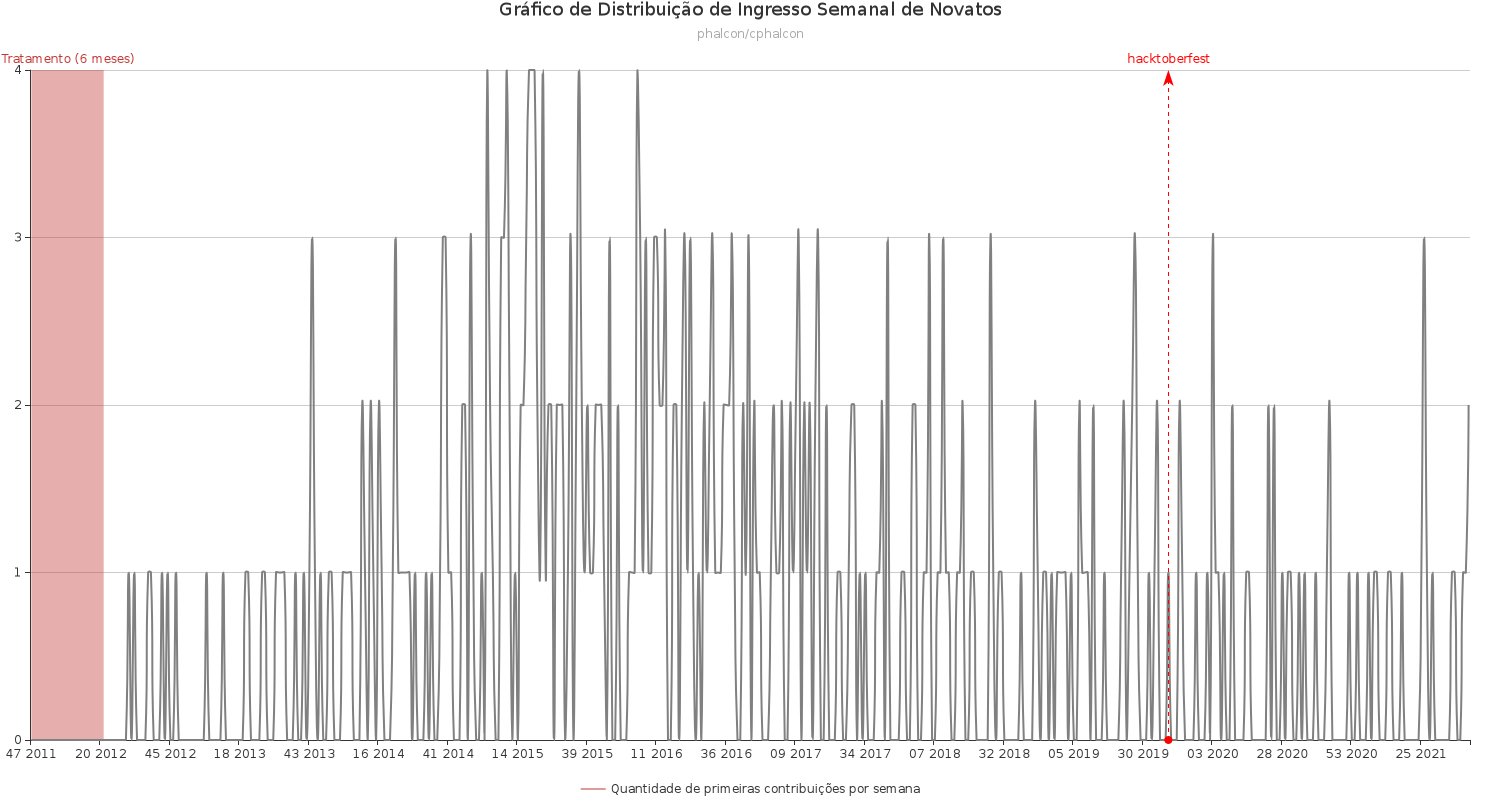 Gráfico de Distribuição de Ingresso Semanal de Novatos
phalcon/cphalcon
Tratamento (6 meses)
hacktoberfest
4
3
2
1
0
47 2011 20 2012 45 2012 18 2013 43 2013 16 2014 41 2014 14 2015 39 2015 11 2016 36 2016 09 2017 34 2017 07 2018 32 2018 05 2019 30 2019 03 2020 28 2020 53 2020 25 2021
Quantidade de primeiras contribuições por semana